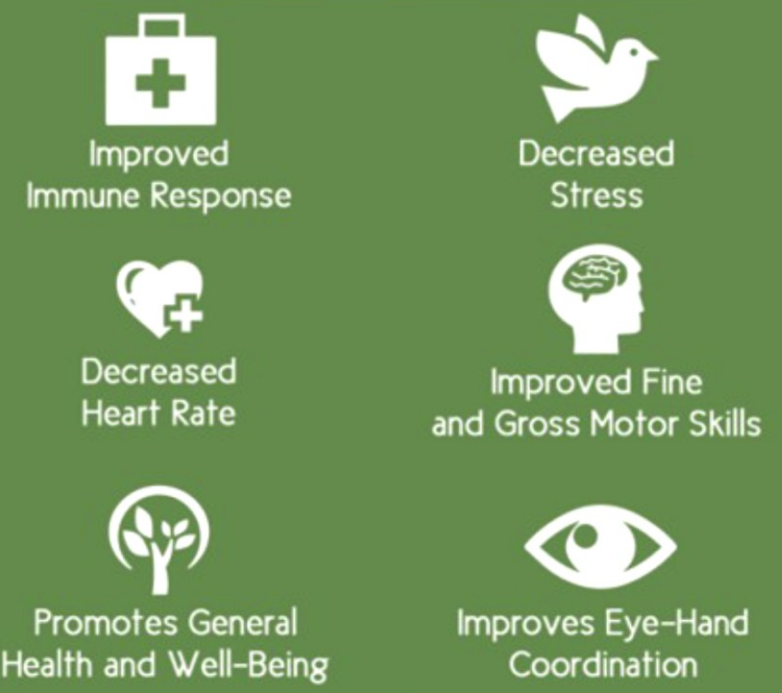 Improved
Immune Response
Decreased
Stress
Decreased
Heart Rate
Improved Fine
and Gross Motor Skills
Promotes General
Health and Well-Being
Improves Eye-Hand
Coordination